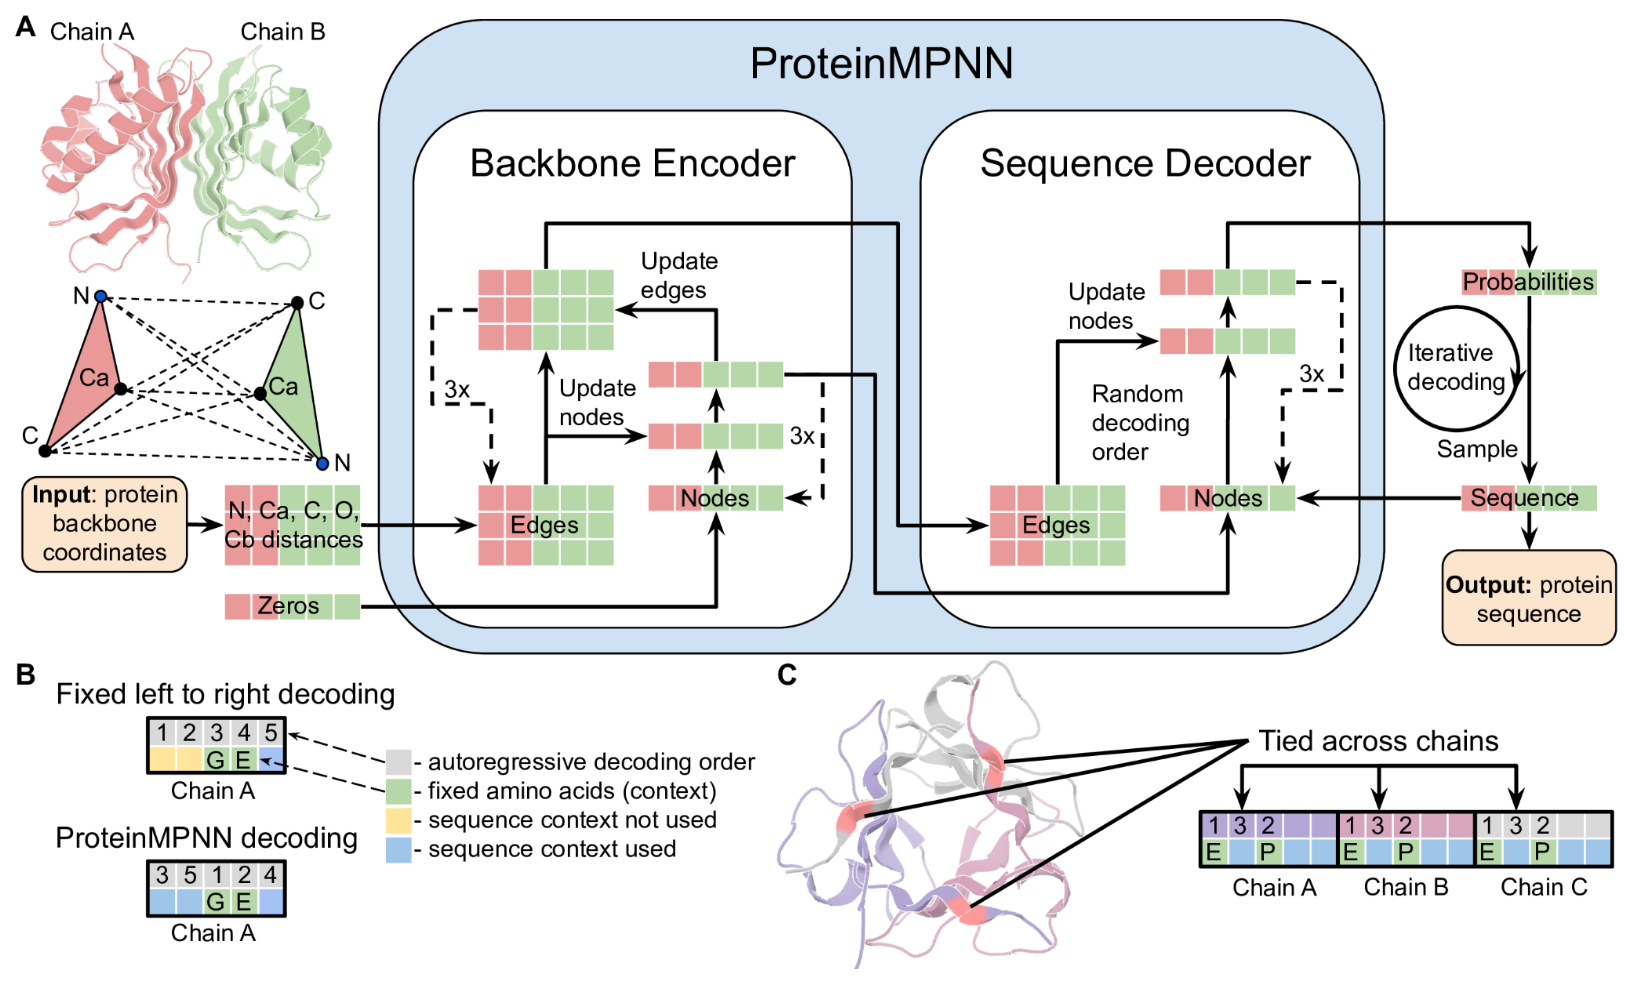 A
Chain A
Chain B
N
C
Ca
Ca
C
N
Input: protein
backbone
coordinates
N, Ca, C, O,
Cb distances
Zeros
ProteinMPNN
Backbone Encoder
Update
edges
3x
Update
nodes
3x
Edges
Nodes
Sequence Decoder
Update
nodes
Random
decoding
order
3x
Edges
Nodes
Probabilities
Iterative
decoding
Sample
Sequence
Output: protein
sequence
B
Fixed left to right decoding
1 2 3 4 5
G E
Chain A
ProteinMPNN decoding
3 5 1 2 4
G E
Chain A
- autoregressive decoding order
- fixed amino acids (context)
- sequence context not used
- sequence context used
C
Tied across chains
1 3 2 1 3 2 1 3 2
E P E P E P
Chain A Chain B Chain C